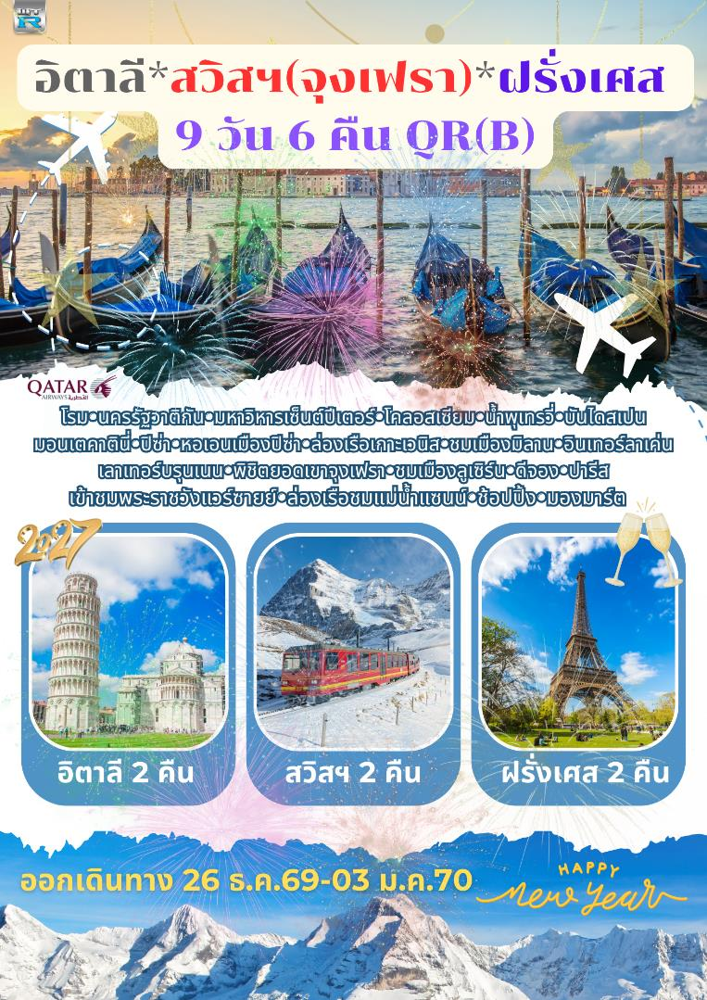 อิตาลี*สวิสฯ(จุงเฟรา)*ฝรั่งเศส
9 วัน 6 คืน QR(B)
QATAR
AIRWAYS القطرية
โรม•นครรัฐวาติกัน•มหาวิหารเซ็นต์ปีเตอร์•โคลอสเซียม•น้ำพุเทรวี่•บันไดสเปน
มอนเตคาตินี่•ปิซ่า•หอเอนเมืองปิซ่า•ล่องเรือเกาะเวนิส•ชมเมืองมิลาน•อินเทอร์ลาเค่น
เลาเทอร์บรุนเนน•พิชิตยอดเขาจุงเฟรา•ชมเมืองลูเซิร์น•ดีจอง•ปารีส
เข้าชมพระราชวังแวร์ซายย์•ล่องเรือชมแม่น้ำแซนน์•ช้อปปิ้ง•มองมาร์ต
2027
อิตาลี 2 คืน
สวิสฯ 2 คืน
ฝรั่งเศส 2 คืน
ออกเดินทาง 26 ธ.ค.69-03 ม.ค.70
HAPPY
New Year